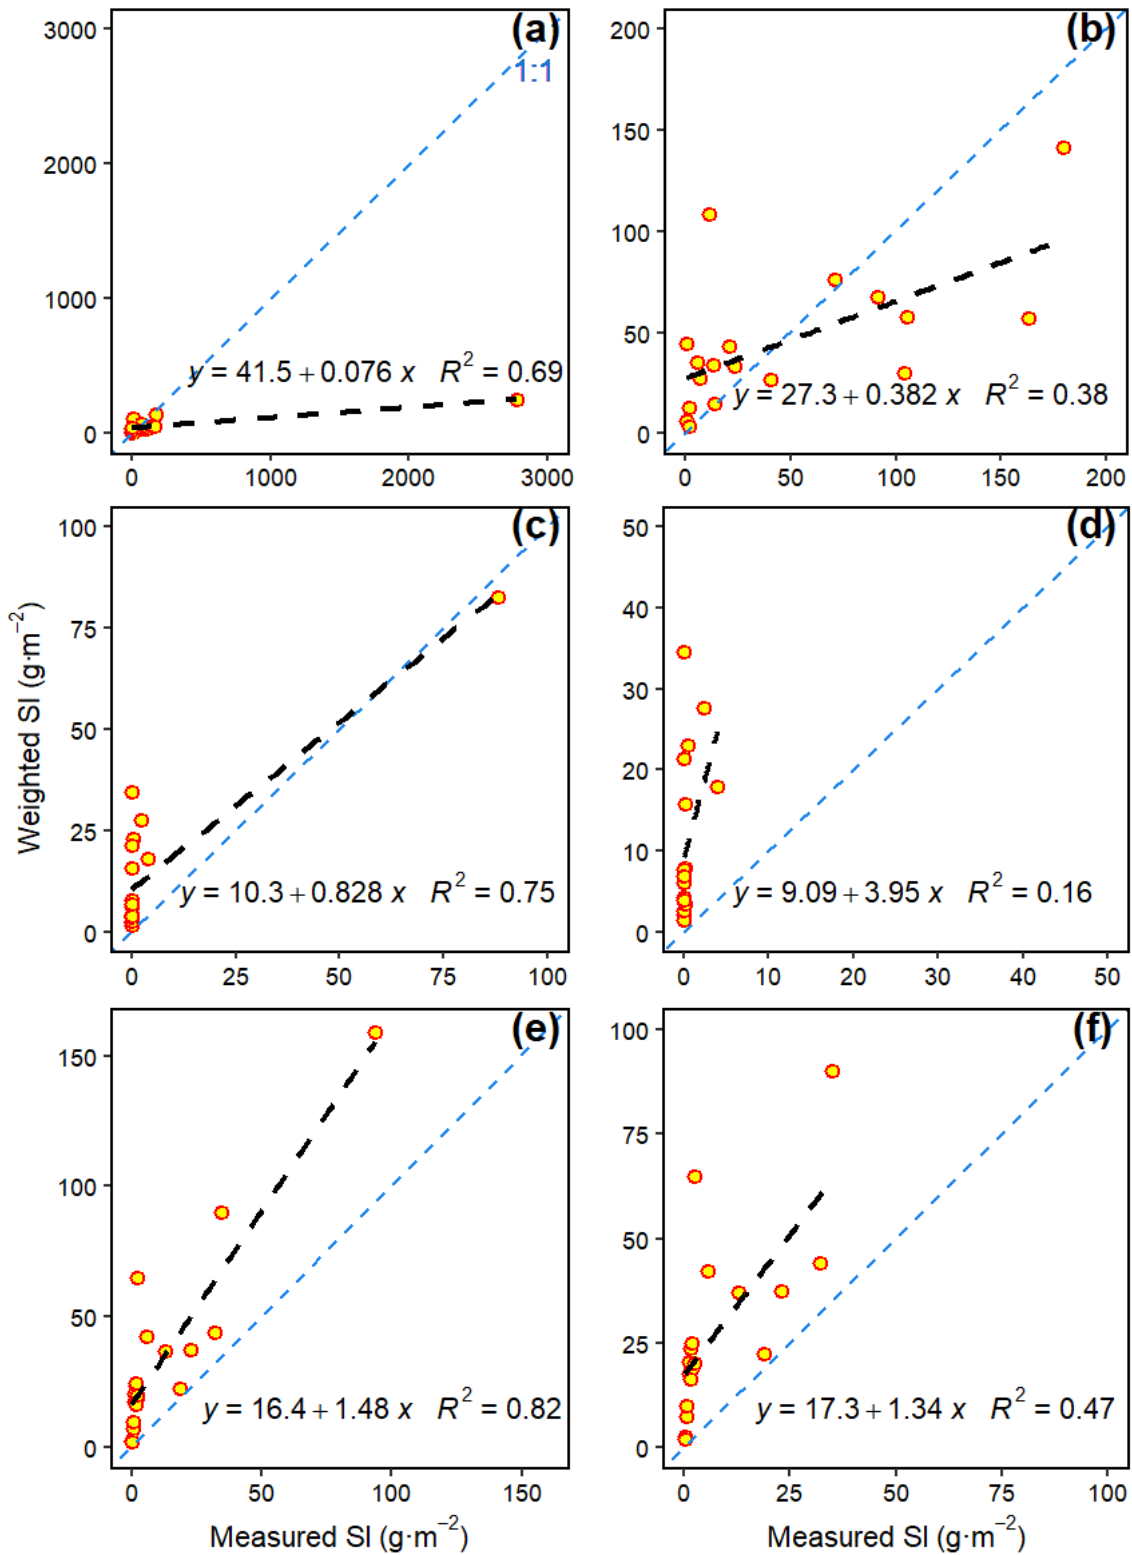 (a)
1:1
3000
2000
1000
0
y = 41.5 + 0.076 x R² = 0.69
0 1000 2000 3000
(b)
200
150
100
50
0
y = 27.3 + 0.382 x R² = 0.38
0 50 100 150 200
Weighted SI (g·m⁻²)
(c)
100
75
50
25
0
y = 10.3 + 0.828 x R² = 0.75
0 25 50 75 100
(d)
50
40
30
20
10
0
y = 9.09 + 3.95 x R² = 0.16
0 10 20 30 40 50
(e)
150
100
50
0
y = 16.4 + 1.48 x R² = 0.82
0 50 100 150
Measured SI (g·m⁻²)
(f)
100
75
50
25
0
y = 17.3 + 1.34 x R² = 0.47
0 25 50 75 100
Measured SI (g·m⁻²)